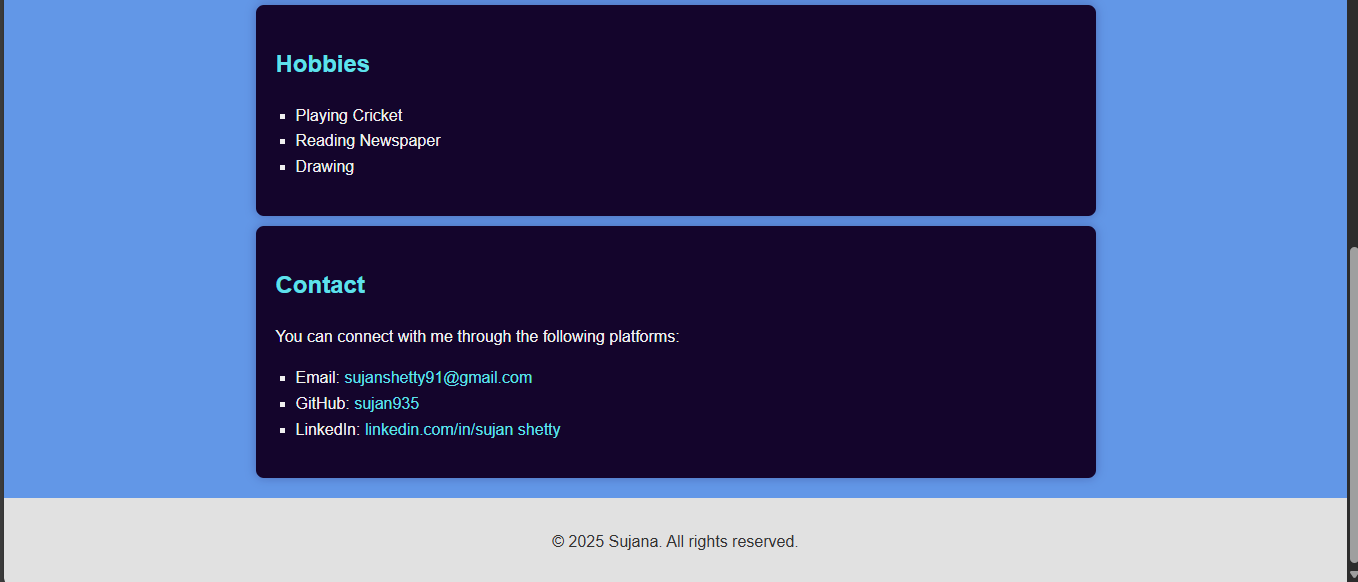 Hobbies
Playing Cricket
Reading Newspaper
Drawing
Contact
You can connect with me through the following platforms:
Email: sujanshetty91@gmail.com
GitHub: sujan935
LinkedIn: linkedin.com/in/sujan shetty
© 2025 Sujana. All rights reserved.